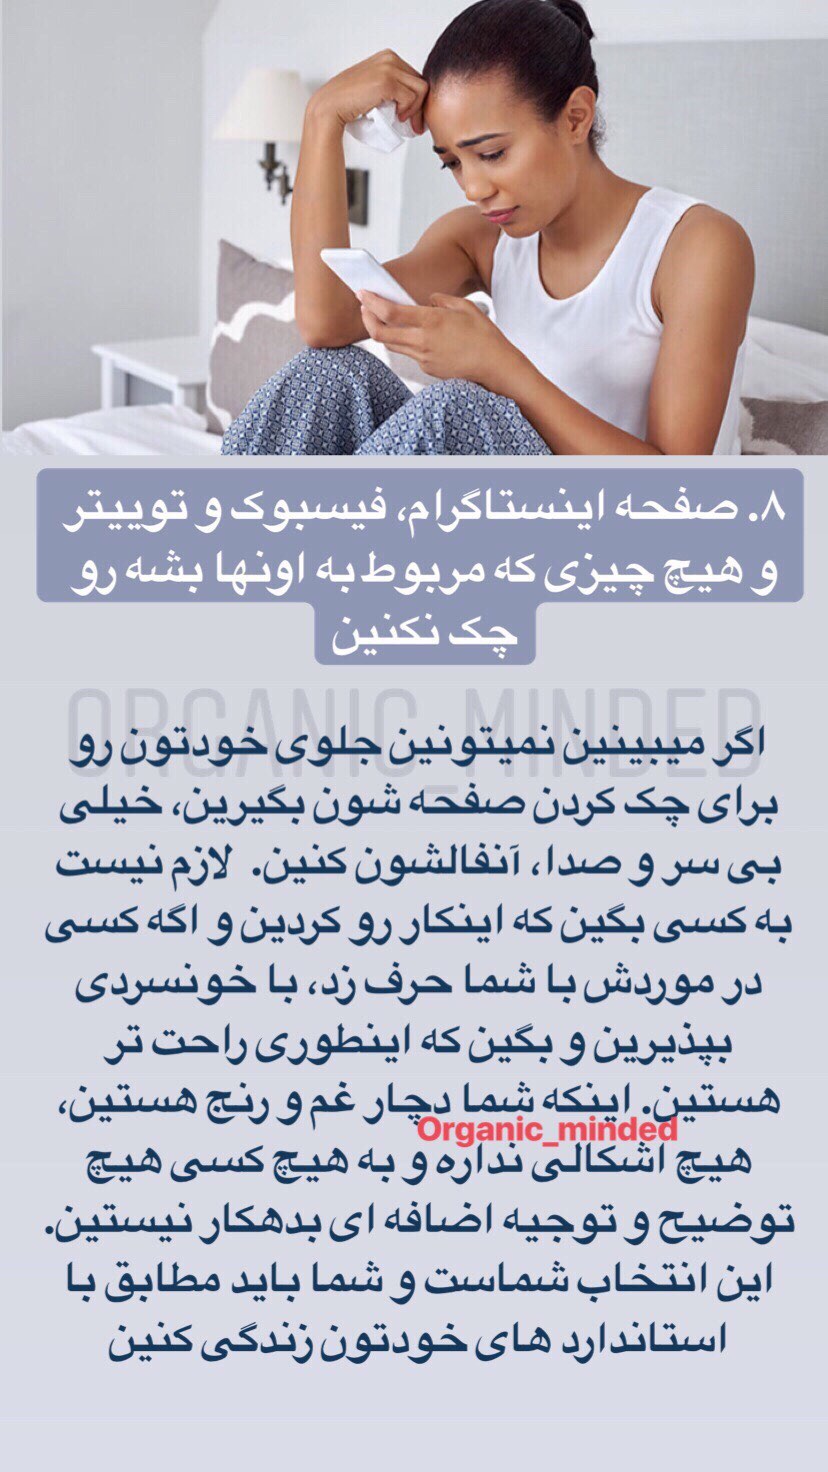 ۸. صفحه اینستاگرام، فیسبوک و توییتر
و هیچ چیزی که مربوط به اونها بشه رو
چک نکنین
ORGANIC_MINDED
اگر میبینین نمیتونین جلوی خودتون رو
برای چک کردن صفحه شون بگیرین، خیلی
بی سر و صدا، آنفالشون کنین. لازم نیست
به کسی بگین که اینکار رو کردین و اگه کسی
در موردش با شما حرف زد، با خونسردی
بپذیرین و بگین که اینطوری راحت تر
هستین. اینکه شما دچار غم و رنج هستین،
Organic_minded
هیچ اشکالی نداره و به هیچ کسی هیچ
توضیح و توجیه اضافه ای بدهکار نیستین.
این انتخاب شماست و شما باید مطابق با
استاندارد های خودتون زندگی کنین